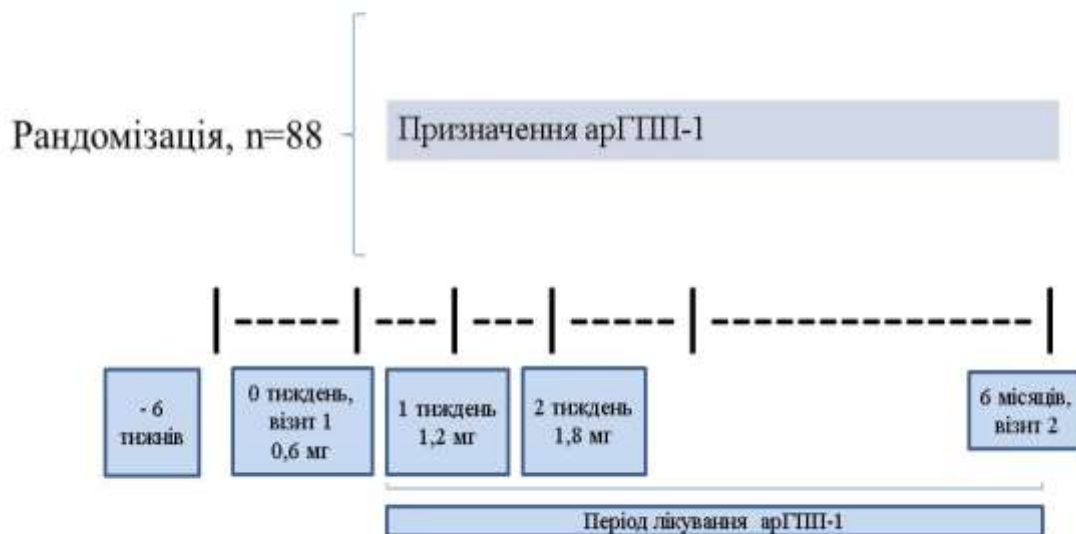 Рандомізація, n=88
Призначення арГПП-1
- 6
тижнів
0 тиждень,
візит 1
0,6 мг
1 тиждень
1,2 мг
2 тиждень
1,8 мг
6 місяців,
візит 2
Період лікування арГПП-1